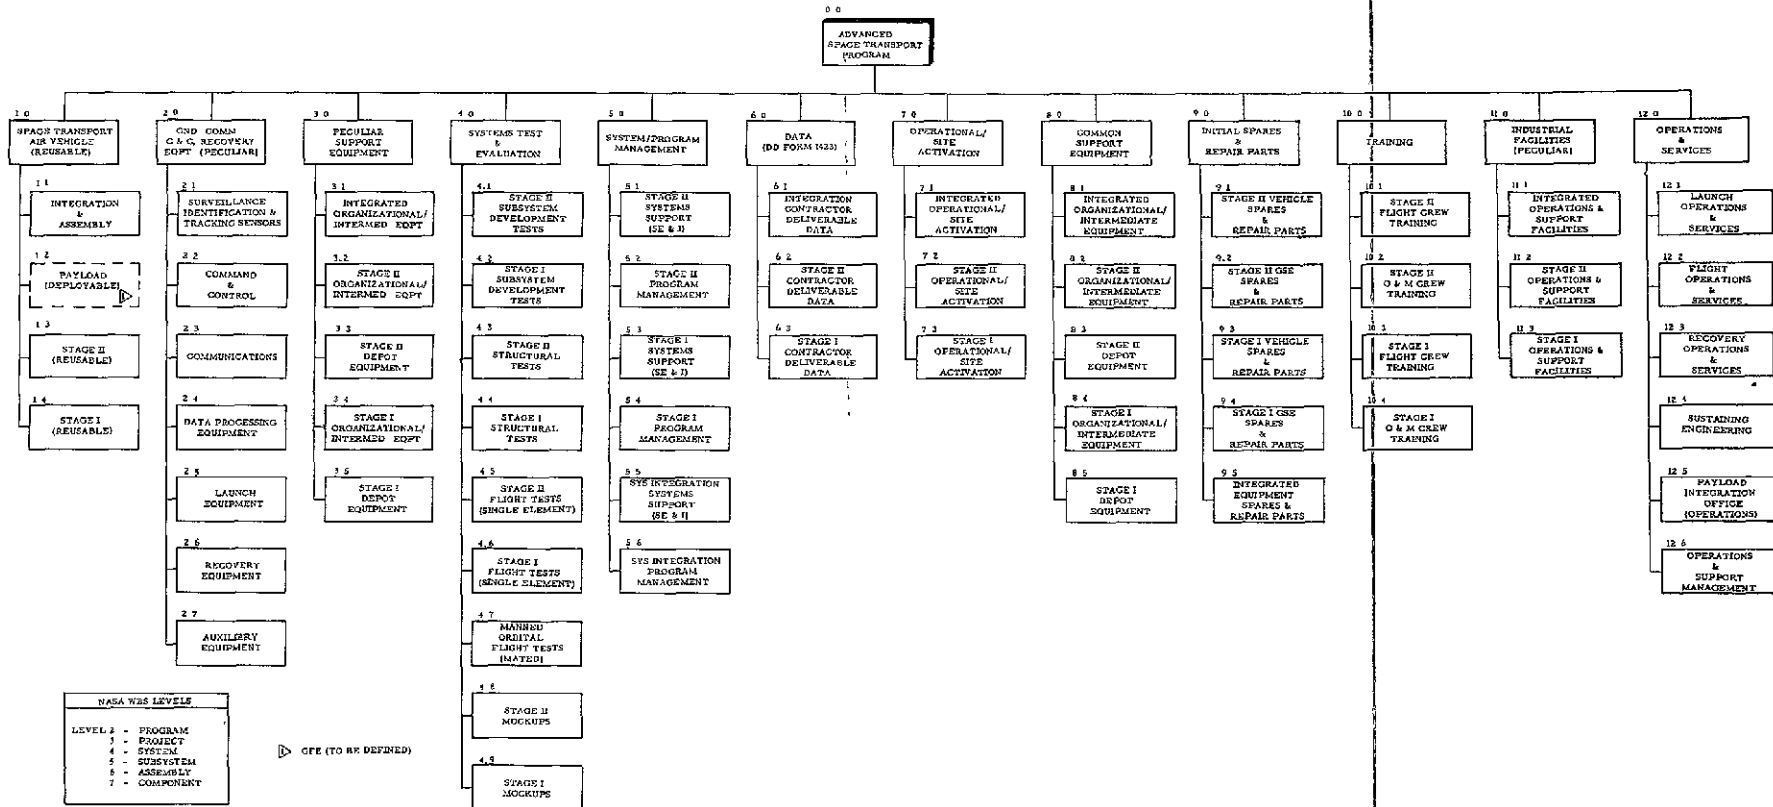 0 0
ADVANCED
SPACE TRANSPORT
PROGRAM
1 0
SPACE TRANSPORT
AIR VEHICLE
(REUSABLE)
1 1
INTEGRATION
&
ASSEMBLY
1 2
PAYLOAD
(DEPLOYABLE)
1 3
STAGE II
(REUSABLE)
1 4
STAGE I
(REUSABLE)
2 0
GND COMM
C & C, RECOVERY
EQPT (PECULIAR)
2 1
SURVEILLANCE
IDENTIFICATION &
TRACKING SENSORS
2.2
COMMAND
& CONTROL
2 3
COMMUNICATIONS
2 4
DATA PROCESSING
EQUIPMENT
2 5
LAUNCH
EQUIPMENT
2 6
RECOVERY
EQUIPMENT
2 7
AUXILIARY
EQUIPMENT
3 0
PECULIAR
SUPPORT
EQUIPMENT
3 1
INTEGRATED
ORGANIZATIONAL/
INTERMED EQPT
3.2
STAGE II
ORGANIZATIONAL/
INTERMED EQPT
3 3
STAGE II
DEPOT
EQUIPMENT
3 4
STAGE I
ORGANIZATIONAL/
INTERMED EQPT
3 5
STAGE I
DEPOT
EQUIPMENT
4 0
SYSTEMS TEST
&
EVALUATION
4.1
STAGE II
SUBSYSTEM
DEVELOPMENT
TESTS
4.2
STAGE I
SUBSYSTEM
DEVELOPMENT
TESTS
4 3
STAGE II
STRUCTURAL
TESTS
4 4
STAGE I
STRUCTURAL
TESTS
4 5
STAGE II
FLIGHT TESTS
(SINGLE ELEMENT)
4.6
STAGE I
FLIGHT TESTS
(SINGLE ELEMENT)
4 7
MANNED
ORBITAL
FLIGHT TESTS
(MATED)
4 8
STAGE II
MOCKUPS
4.9
STAGE I
MOCKUPS
5 0
SYSTEM/PROGRAM
MANAGEMENT
5 1
STAGE II
SYSTEMS
SUPPORT
(SE & I)
5 2
STAGE II
PROGRAM
MANAGEMENT
5 3
STAGE I
SYSTEMS
SUPPORT
(SE & I)
5 4
STAGE I
PROGRAM
MANAGEMENT
5 5
SYS INTEGRATION
SYSTEMS
SUPPORT
(SE & I)
5 6
SYS INTEGRATION
PROGRAM
MANAGEMENT
6 0
DATA
(DD FORM 1423)
6 1
INTEGRATION
CONTRACTOR
DELIVERABLE
DATA
6 2
STAGE II
CONTRACTOR
DELIVERABLE
DATA
6 3
STAGE I
CONTRACTOR
DELIVERABLE DATA
7 0
OPERATIONAL/
SITE
ACTIVATION
7 1
INTEGRATED
OPERATIONAL/
SITE
ACTIVATION
7 2
STAGE II
OPERATIONAL/
SITE
ACTIVATION
7 3
STAGE I
OPERATIONAL/
SITE
ACTIVATION
8 0
COMMON
SUPPORT
EQUIPMENT
8 1
INTEGRATED
ORGANIZATIONAL/
INTERMEDIATE
EQUIPMENT
8.2
STAGE II
ORGANIZATIONAL/
INTERMEDIATE
EQUIPMENT
8 3
STAGE II
DEPOT
EQUIPMENT
8 4
STAGE I
ORGANIZATIONAL/
INTERMEDIATE
EQUIPMENT
8 5
STAGE I
DEPOT
EQUIPMENT
9 0
INITIAL SPARES
&
REPAIR PARTS
9.1
STAGE II VEHICLE
SPARES
&
REPAIR PARTS
9.2
STAGE II GSE
SPARES
&
REPAIR PARTS
9 3
STAGE I VEHICLE
SPARES
&
REPAIR PARTS
9 4
STAGE I GSE
SPARES
&
REPAIR PARTS
9 5
INTEGRATED
EQUIPMENT
SPARES &
REPAIR PARTS
10 0
TRAINING
10 1
STAGE II
FLIGHT CREW
TRAINING
10 2
STAGE II
O & M CREW
TRAINING
10 3
STAGE I
FLIGHT CREW
TRAINING
10 4
STAGE I
O & M CREW
TRAINING
11 0
INDUSTRIAL
FACILITIES
(PECULIAR)
11 1
INTEGRATED
OPERATIONS &
SUPPORT
FACILITIES
11 2
STAGE II
OPERATIONS &
SUPPORT
FACILITIES
11 3
STAGE I
OPERATIONS &
SUPPORT
FACILITIES
12 0
OPERATIONS
&
SERVICES
12 3
LAUNCH
OPERATIONS
&
SERVICES
12 2
FLIGHT
OPERATIONS
&
SERVICES
12 3
RECOVERY
OPERATIONS
&
SERVICES
12 4
SUSTAINING
ENGINEERING
12 5
PAYLOAD
INTEGRATION
OFFICE
(OPERATIONS)
12 6
OPERATIONS
&
SUPPORT
MANAGEMENT
NASA WBS LEVELS
LEVEL 2 - PROGRAM
3 - PROJECT
4 - SYSTEM
5 - SUBSYSTEM
6 - ASSEMBLY
7 - COMPONENT
GFE (TO BE DEFINED)